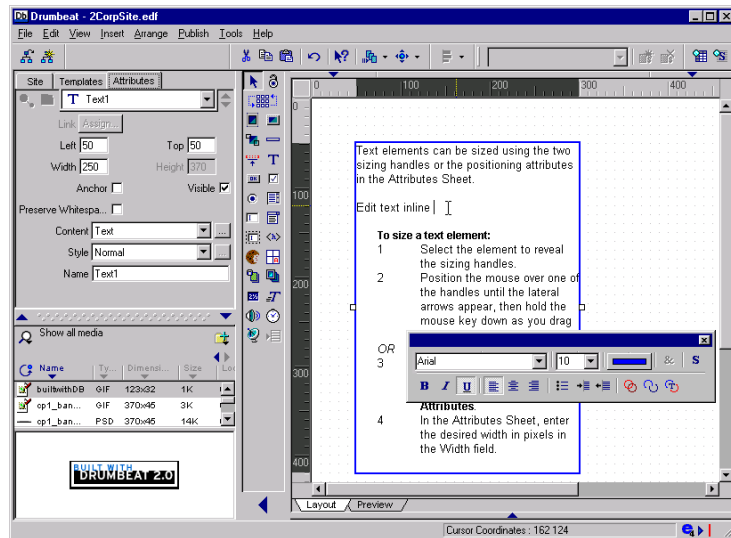 Drumbeat - 2CorpSite.edf
File Edit View Insert Arrange Publish Tools Help
Site Templates Attributes
T Text1
Link Assign...
Left 50 Top 50
Width 250 Height 370
Anchor Visible
Preserve Whitespa...
Content Text ...
Style Normal ...
Name Text1
Show all media
Name Ty... Dimensi... Size Loc
builtwithDB GIF 123x32 1K
op1_ban... GIF 370x45 3K
op1_ban... PSD 370x45 14K
BUILT WITH
DRUMBEAT 2.0
0 100 200 300 400
0
100
200
300
400
Text elements can be sized using the two
sizing handles or the positioning attributes
in the Attributes Sheet.
Edit text inline
To size a text element:
1 Select the element to reveal
the sizing handles.
2 Position the mouse over one of
the handles until the lateral
arrows appear, then hold the
mouse key down as you drag
OR
3
Arial 10 & S
B I U
Attributes.
4 In the Attributes Sheet, enter
the desired width in pixels in
the Width field.
Layout Preview
Cursor Coordinates : 162 124